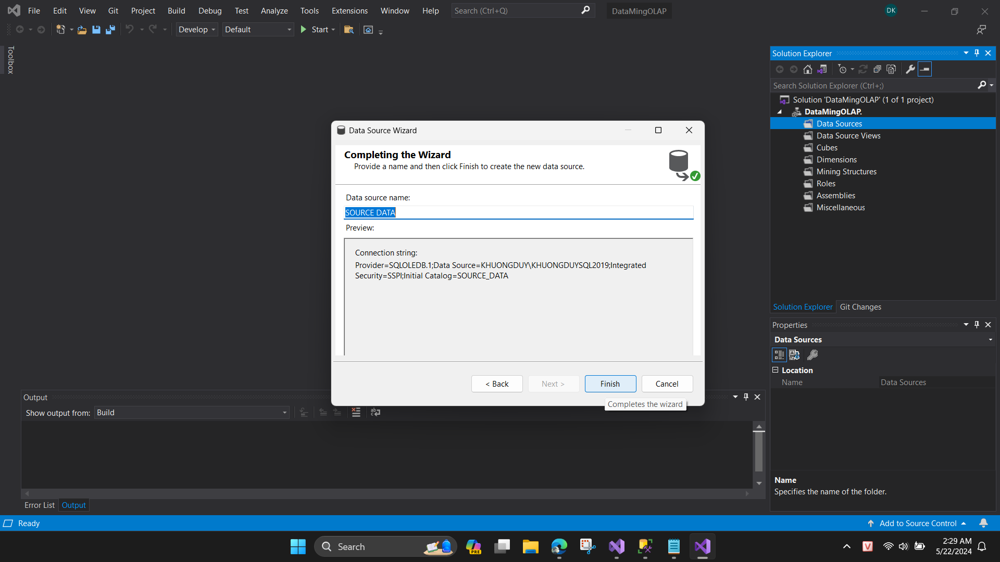 File Edit View Git Project Build Debug Test Analyze Tools Extensions Window Help Search (Ctrl+Q) DataMingOLAP DK
Develop Default Start
Toolbox
Solution Explorer
Search Solution Explorer (Ctrl+;)
Solution 'DataMingOLAP' (1 of 1 project)
DataMingOLAP.
Data Sources
Data Source Views
Cubes
Dimensions
Mining Structures
Roles
Assemblies
Miscellaneous
Solution Explorer Git Changes
Data Source Wizard
Completing the Wizard
Provide a name and then click Finish to create the new data source.
Data source name:
SOURCE DATA
Preview:
Connection string:
Provider=SQLOLEDB.1;Data Source=KHUONGDUY\KHUONGDUYSQL2019;Integrated
Security=SSPI;Initial Catalog=SOURCE_DATA
< Back Next > Finish Cancel
Completes the wizard
Properties
Data Sources
Location
Name Data Sources
Name
Specifies the name of the folder.
Output
Show output from: Build
Error List Output
Ready Add to Source Control
Search PRE V 2:29 AM
5/22/2024